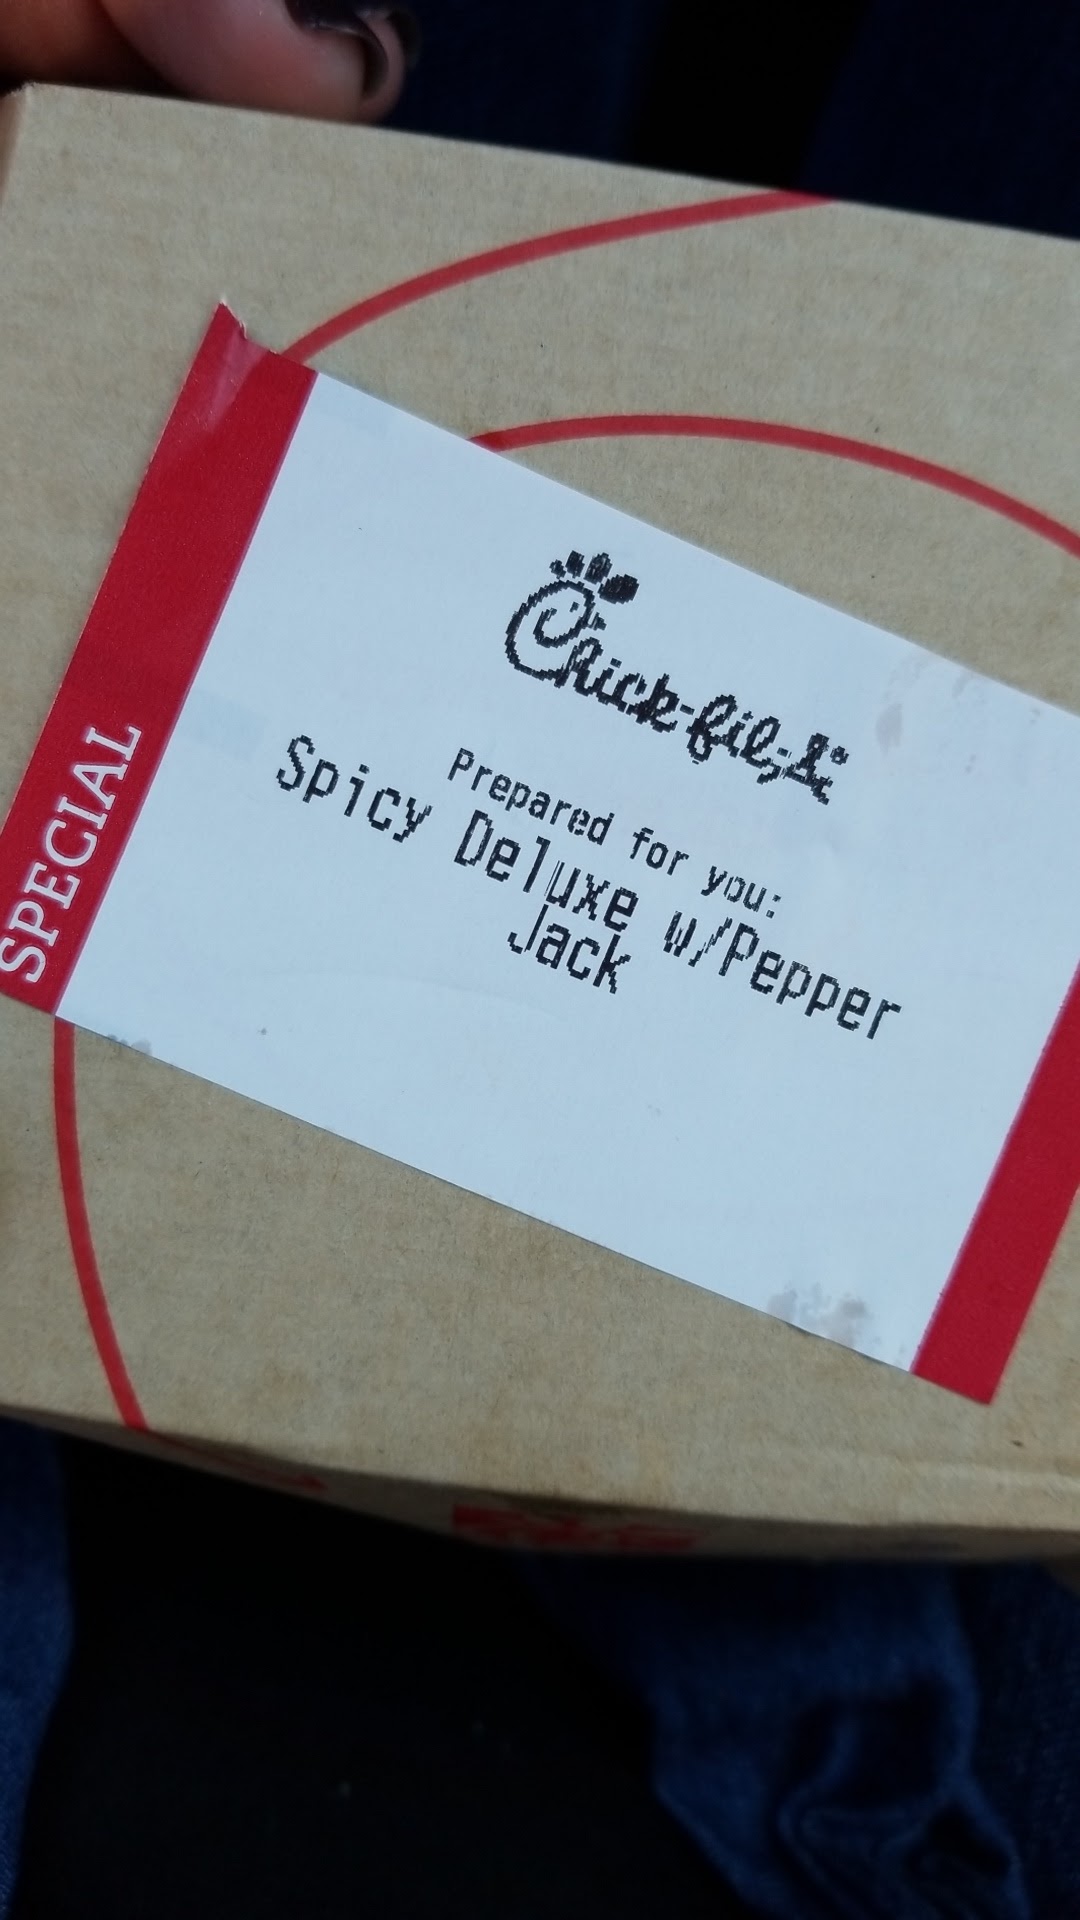 Chick-fil-A
Prepared for you:
Spicy Deluxe w/Pepper
Jack
SPECIAL